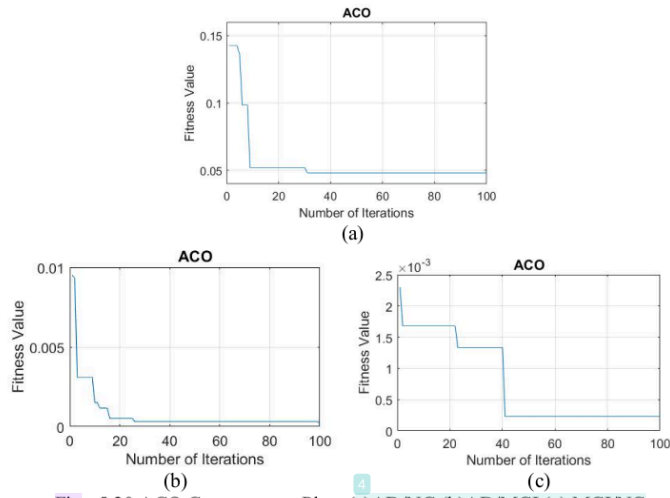 ACO
0.15
0.1
0.05
Fitness Value
0 20 40 60 80 100
Number of Iterations
(a)
ACO
0.01
0.005
0
Fitness Value
0 20 40 60 80 100
Number of Iterations
(b)
×10⁻³ ACO
2.5
2
1.5
1
0.5
0
Fitness Value
0 20 40 60 80 100
Number of Iterations
(c)
4
ACO